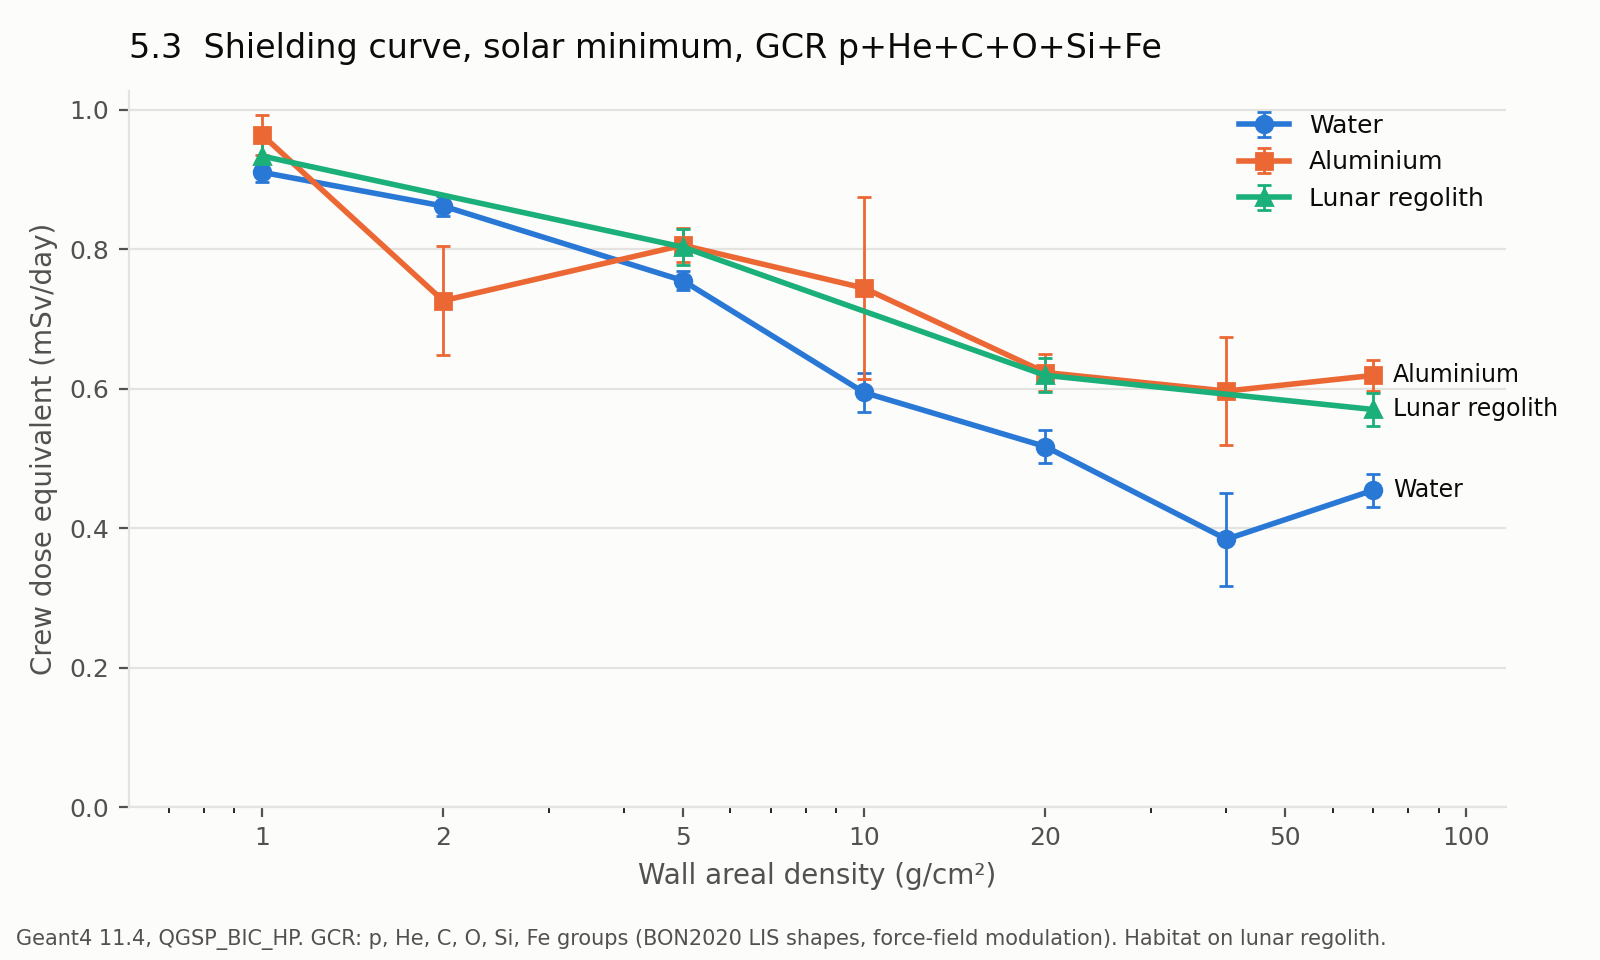 5.3  Shielding curve, solar minimum, GCR p+He+C+O+Si+Fe
Water
Aluminium
Lunar regolith
Crew dose equivalent (mSv/day)
1.0
0.8
0.6
0.4
0.2
0.0
Aluminium
Lunar regolith
Water
1 2 5 10 20 50 100
Wall areal density (g/cm²)
Geant4 11.4, QGSP_BIC_HP. GCR: p, He, C, O, Si, Fe groups (BON2020 LIS shapes, force-field modulation). Habitat on lunar regolith.